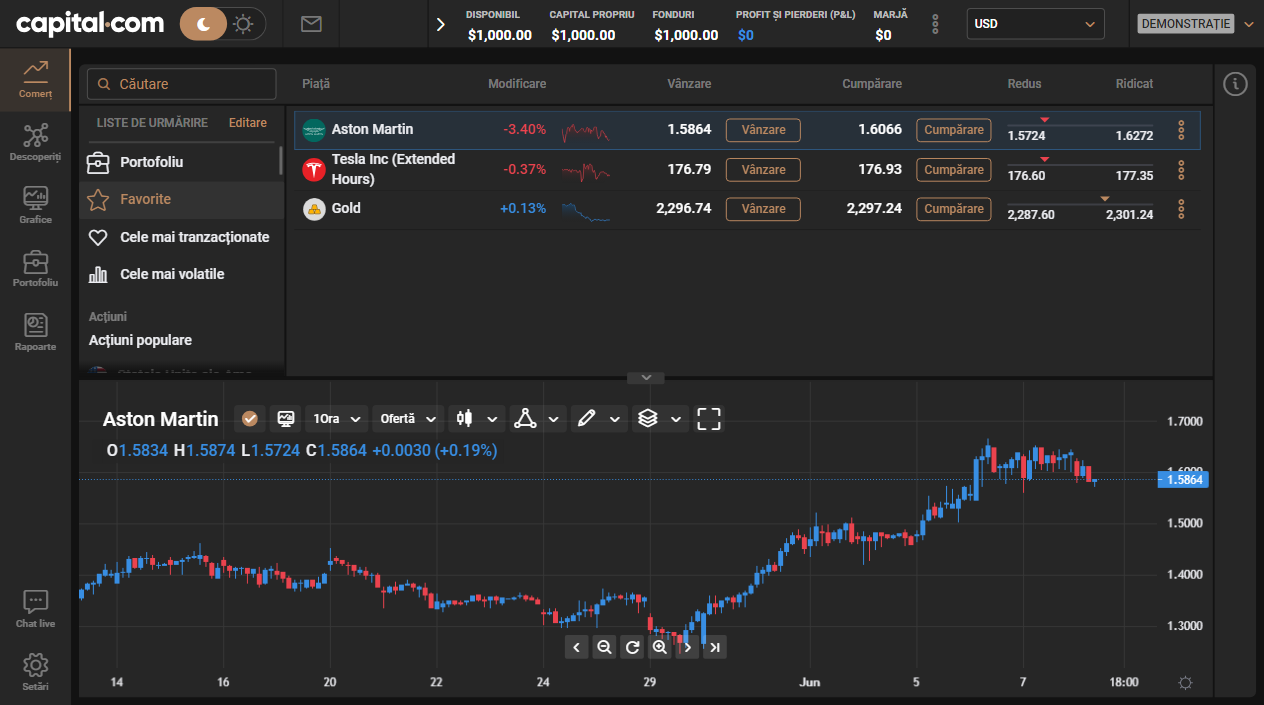 capital.com
DISPONIBIL
CAPITAL PROPRIU
FONDURI
PROFIT ȘI PIERDERI (P&L)
MARJĂ
$1,000.00
$1,000.00
$1,000.00
$0
$0
USD
DEMONSTRAȚIE
Comerț
Descoperiți
Grafice
Portofoliu
Rapoarte
Chat live
Setări
Căutare
LISTE DE URMĂRIRE Editare
Portofoliu
Favorite
Cele mai tranzacționate
Cele mai volatile
Acțiuni
Acțiuni populare
Piață Modificare Vânzare Cumpărare Redus Ridicat
Aston Martin -3.40% 1.5864 Vânzare 1.6066 Cumpărare 1.5724 1.6272
Tesla Inc (Extended
Hours) -0.37% 176.79 Vânzare 176.93 Cumpărare 176.60 177.35
Gold +0.13% 2,296.74 Vânzare 2,297.24 Cumpărare 2,287.60 2,301.24
Aston Martin 1Ora Ofertă
O1.5834 H1.5874 L1.5724 C1.5864 +0.0030 (+0.19%)
1.7000
1.6000
1.5864
1.5000
1.4000
1.3000
14 16 20 22 24 29 Jun 5 7 18:00